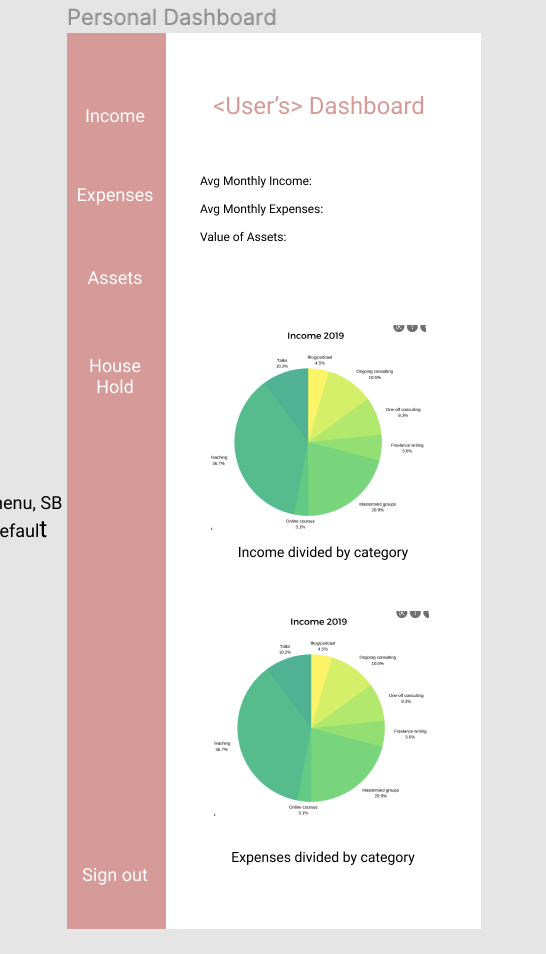 Personal Dashboard
Income
Expenses
Assets
House
Hold
Sign out
enu, SB
efault
<User's> Dashboard
Avg Monthly Income:
Avg Monthly Expenses:
Value of Assets:
Income 2019
Talks
10.2%
Blog/podcast
4.5%
Ongoing consulting
10.5%
One-off consulting
8.3%
Freelance writing
5.6%
Mastermind groups
20.9%
Online courses
3.1%
eaching
36.7%
Income divided by category
Income 2019
Talks
10.2%
Blog/podcast
4.5%
Ongoing consulting
10.5%
One-off consulting
8.3%
Freelance writing
5.6%
Mastermind groups
20.9%
Online courses
3.1%
eaching
36.7%
Expenses divided by category